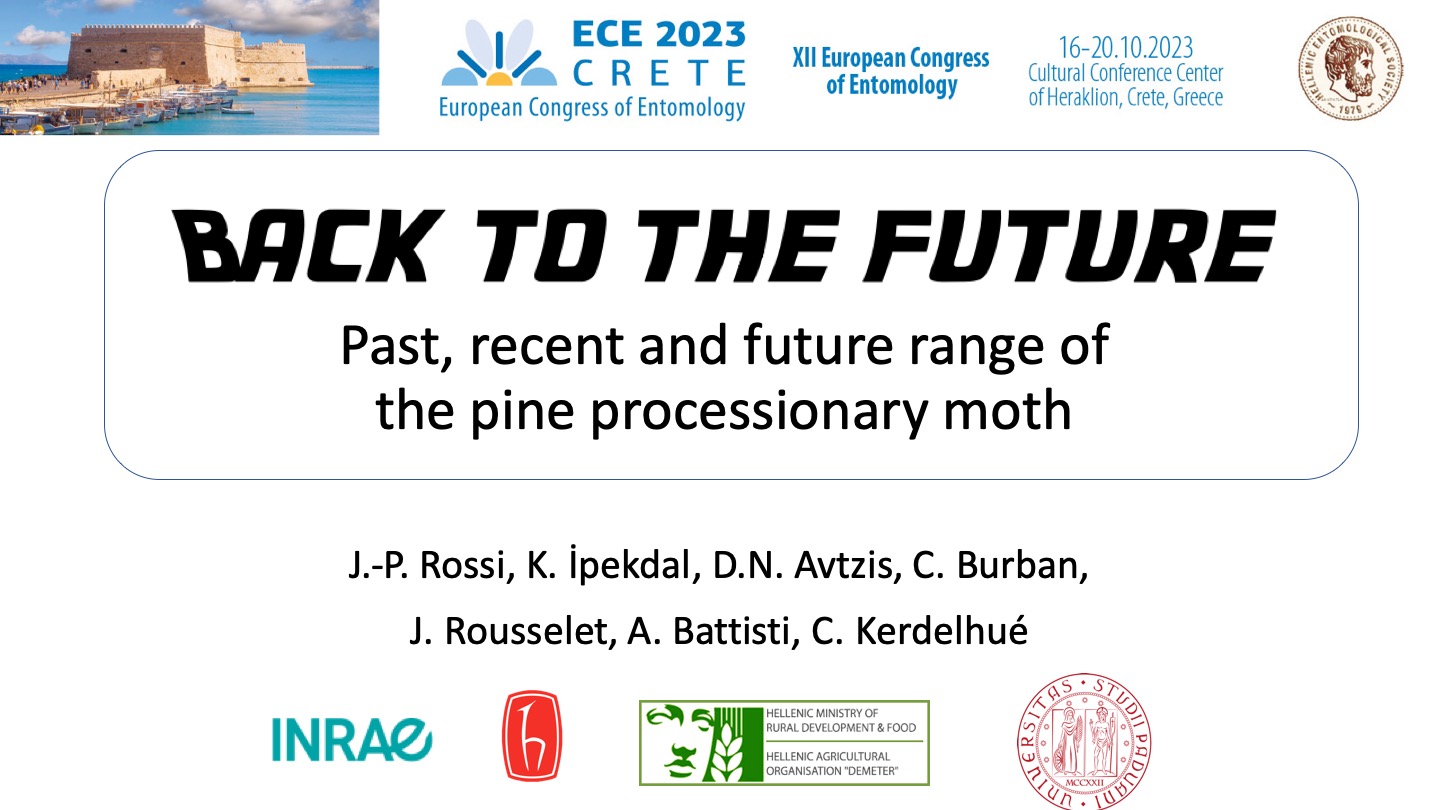 ECE 2023
CRETE
European Congress of Entomology
XII European Congress
of Entomology
16-20.10.2023
Cultural Conference Center
of Heraklion, Crete, Greece
HELLENIC ENTOMOLOGICAL SOCIETY
1976
BACK TO THE FUTURE
Past, recent and future range of
the pine processionary moth
J.-P. Rossi, K. İpekdal, D.N. Avtzis, C. Burban,
J. Rousselet, A. Battisti, C. Kerdelhué
INRAE
h
HELLENIC MINISTRY OF
RURAL DEVELOPMENT & FOOD
HELLENIC AGRICULTURAL
ORGANISATION "DEMETER"
UNIVERSITAS STUDII PADUANI
MCCXXII